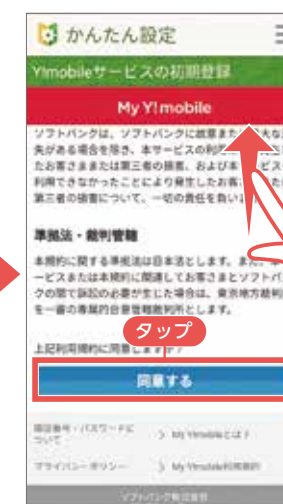 かんたん設定
Y!mobileサービスの初期登録
My Y!mobile
ソフトバンクは、ソフトバンクに故意また
失がある場合を除き、本サービスの利用
たお客さままたは第三者の損害、および本
利用できなかったことにより発生したお客
第三者の損害について、一切の責任を負い
準拠法・裁判管轄
本規約に関する準拠法は日本法とします。また、本
ービスまたは本規約に関連してお客さまとソフトバ
クの間で訴訟の必要が生じた場合は、東京地方裁判
を一審の専属的合意管轄裁判所とします。
タップ
上記利用規約に同意しますか？
同意する
暗証番号・パスワードに
ついて
My Y!mobileとは？
プライバシーポリシー
My Y!mobile利用規約
ソフトバンク株式会社